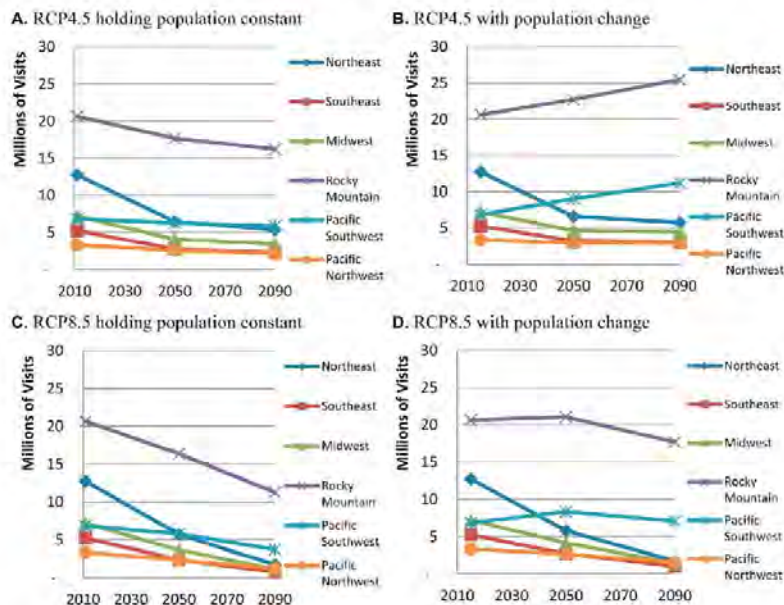 A. RCP4.5 holding population constant
30
25
20
15
10
5
-
Millions of Visits
2010 2030 2050 2070 2090
Northeast
Southeast
Midwest
Rocky
Mountain
Pacific
Southwest
Pacific
Northwest
B. RCP4.5 with population change
30
25
20
15
10
5
-
Millions of Visits
2010 2030 2050 2070 2090
Northeast
Southeast
Midwest
Rocky
Mountain
Pacific
Southwest
Pacific
Northwest
C. RCP8.5 holding population constant
30
25
20
15
10
5
-
Millions of Visits
2010 2030 2050 2070 2090
Northeast
Southeast
Midwest
Rocky
Mountain
Pacific
Southwest
Pacific
Northwest
D. RCP8.5 with population change
30
25
20
15
10
5
-
Millions of Visits
2010 2030 2050 2070 2090
Northeast
Southeast
Midwest
Rocky
Mountain
Pacific
Southwest
Pacific
Northwest